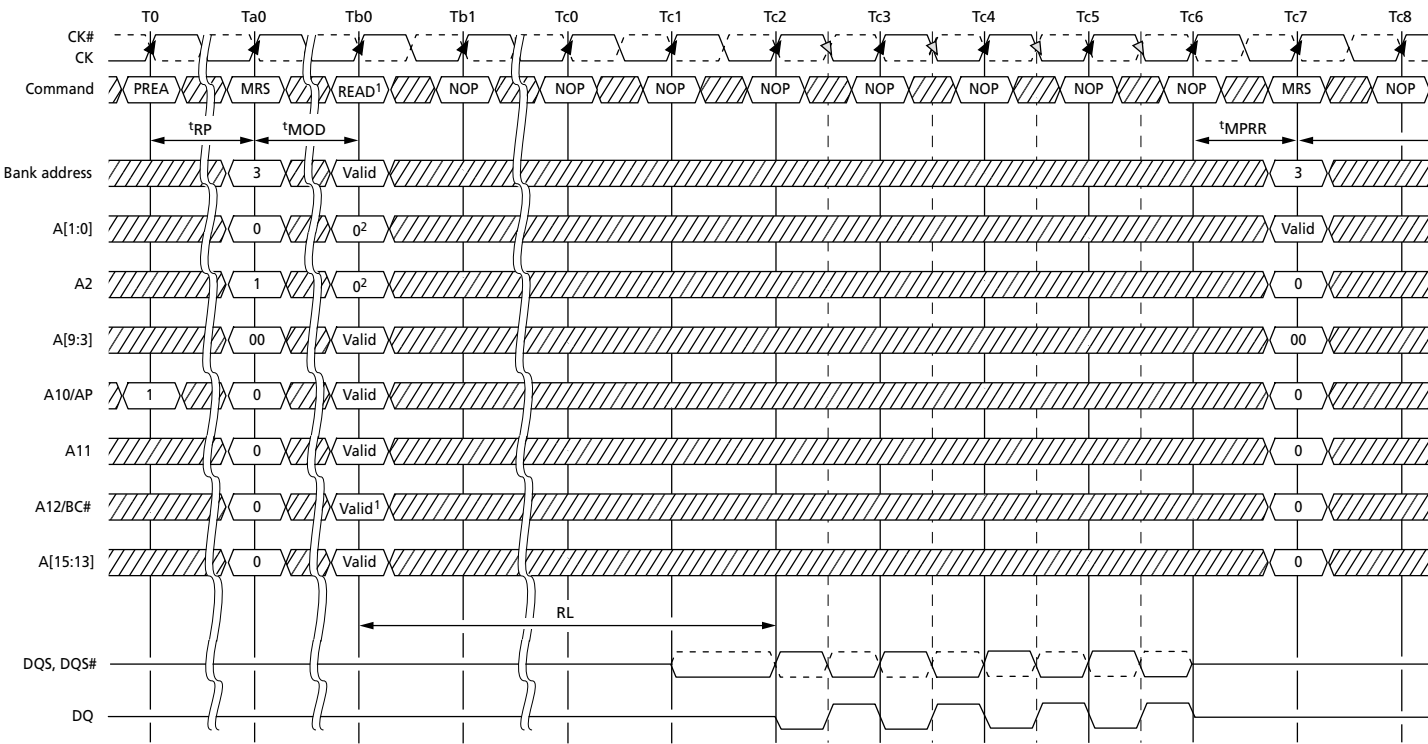 T0 Ta0 Tb0 Tb1 Tc0 Tc1 Tc2 Tc3 Tc4 Tc5 Tc6 Tc7 Tc8
CK#
CK
Command PREA MRS READ1 NOP NOP NOP NOP NOP NOP NOP NOP MRS NOP
tRP tMOD tMPRR
Bank address 3 Valid 3
A[1:0] 0 02 Valid
A2 1 02 0
A[9:3] 00 Valid 00
A10/AP 1 0 Valid 0
A11 0 Valid 0
A12/BC# 0 Valid1 0
A[15:13] 0 Valid 0
RL
DQS, DQS#
DQ